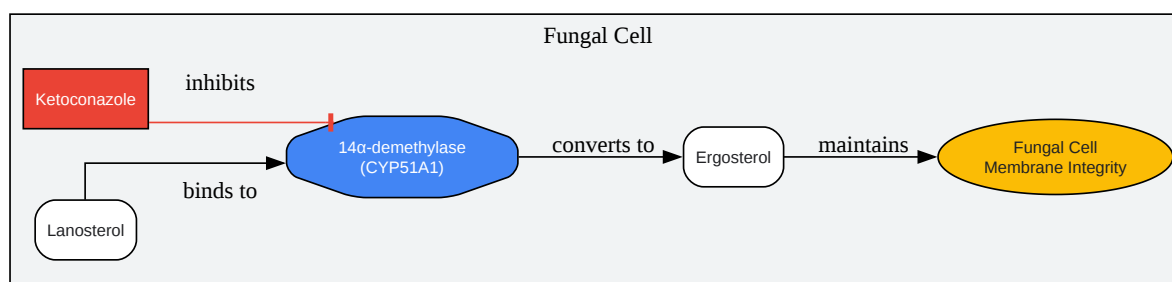 Fungal Cell
inhibits
Ketoconazole
14α-demethylase
(CYP51A1)
converts to
Ergosterol
maintains
Fungal Cell
Membrane Integrity
binds to
Lanosterol